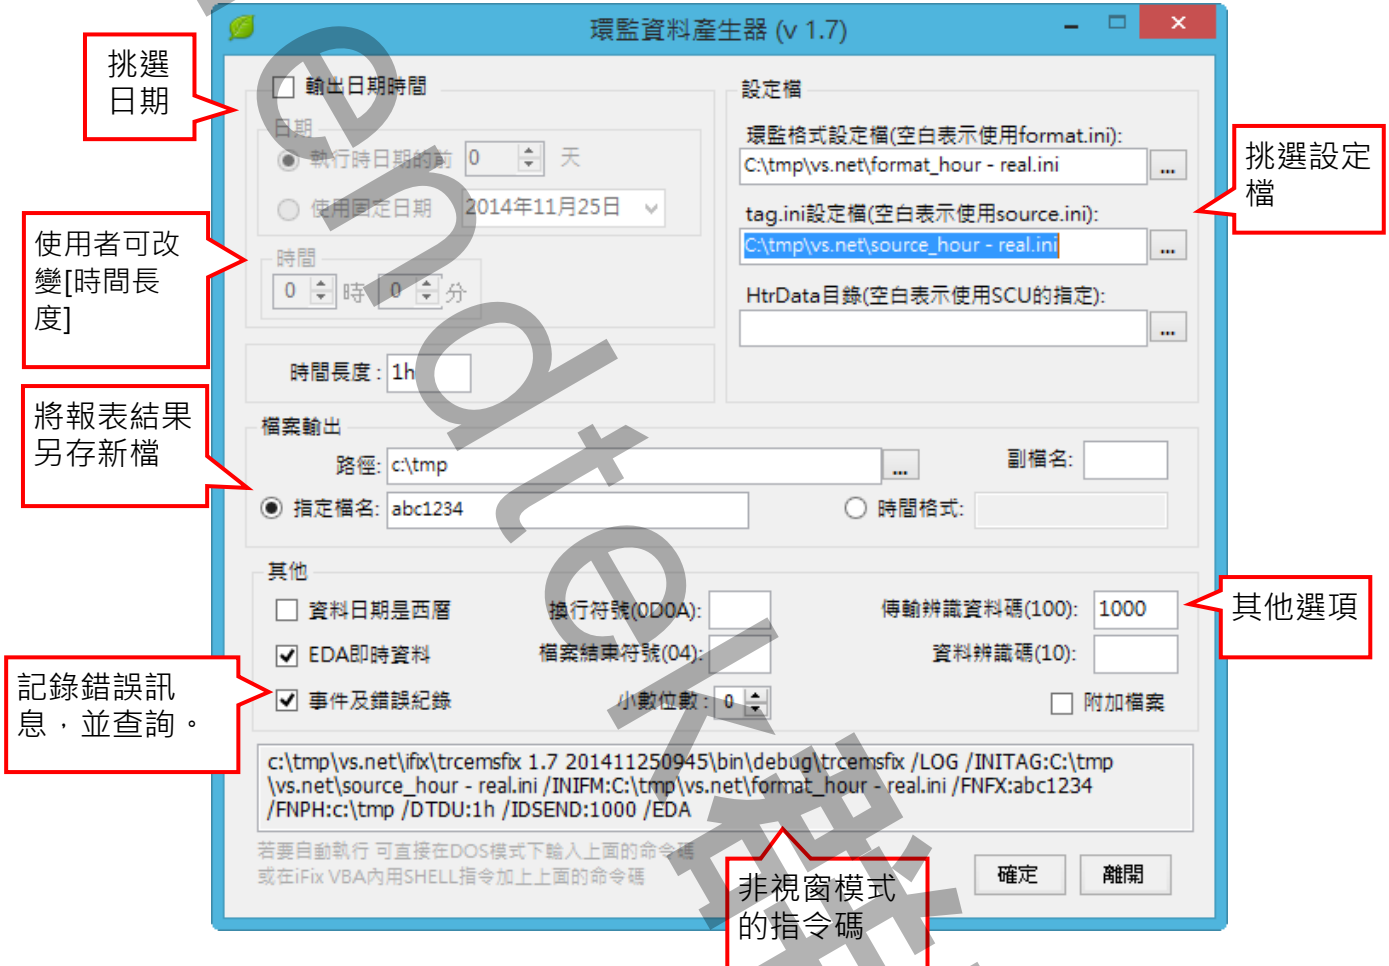 環監資料產生器 (v 1.7)
挑選
日期
輸出日期時間
日期
執行時日期的前 0 天
使用固定日期 2014年11月25日
時間
0 時 0 分
使用者可改
變[時間長
度]
時間長度 : 1h
設定檔
環監格式設定檔(空白表示使用format.ini):
C:\tmp\vs.net\format_hour - real.ini ...
tag.ini設定檔(空白表示使用source.ini):
C:\tmp\vs.net\source_hour - real.ini ...
HtrData目錄(空白表示使用SCU的指定):
...
挑選設定
檔
將報表結果
另存新檔
檔案輸出
路徑: c:\tmp ... 副檔名:
指定檔名: abc1234 時間格式:
其他
資料日期是西曆 換行符號(0D0A): 傳輸辨識資料碼(100): 1000
EDA即時資料 檔案結束符號(04): 資料辨識碼(10):
事件及錯誤紀錄 小數位數 : 0 附加檔案
其他選項
記錄錯誤訊
息，並查詢。
c:\tmp\vs.net\ifix\trcemsfix 1.7 201411250945\bin\debug\trcemsfix /LOG /INITAG:C:\tmp
\vs.net\source_hour - real.ini /INIFM:C:\tmp\vs.net\format_hour - real.ini /FNFX:abc1234
/FNPH:c:\tmp /DTDU:1h /IDSEND:1000 /EDA
若要自動執行 可直接在DOS模式下輸入上面的命令碼
或在iFix VBA內用SHELL指令加上上面的命令碼
確定 離開
非視窗模式
的指令碼
endtek